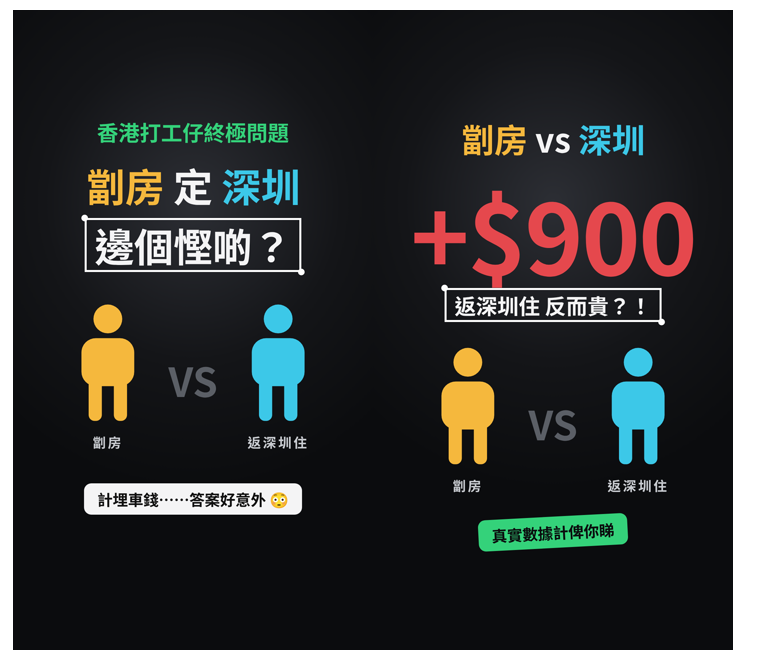 香港打工仔終極問題
劏房 定 深圳
邊個慳啲？
VS
劏房
返深圳住
計埋車錢⋯⋯答案好意外 😳
劏房 vs 深圳
+$900
返深圳住 反而貴？！
VS
劏房
返深圳住
真實數據計俾你睇